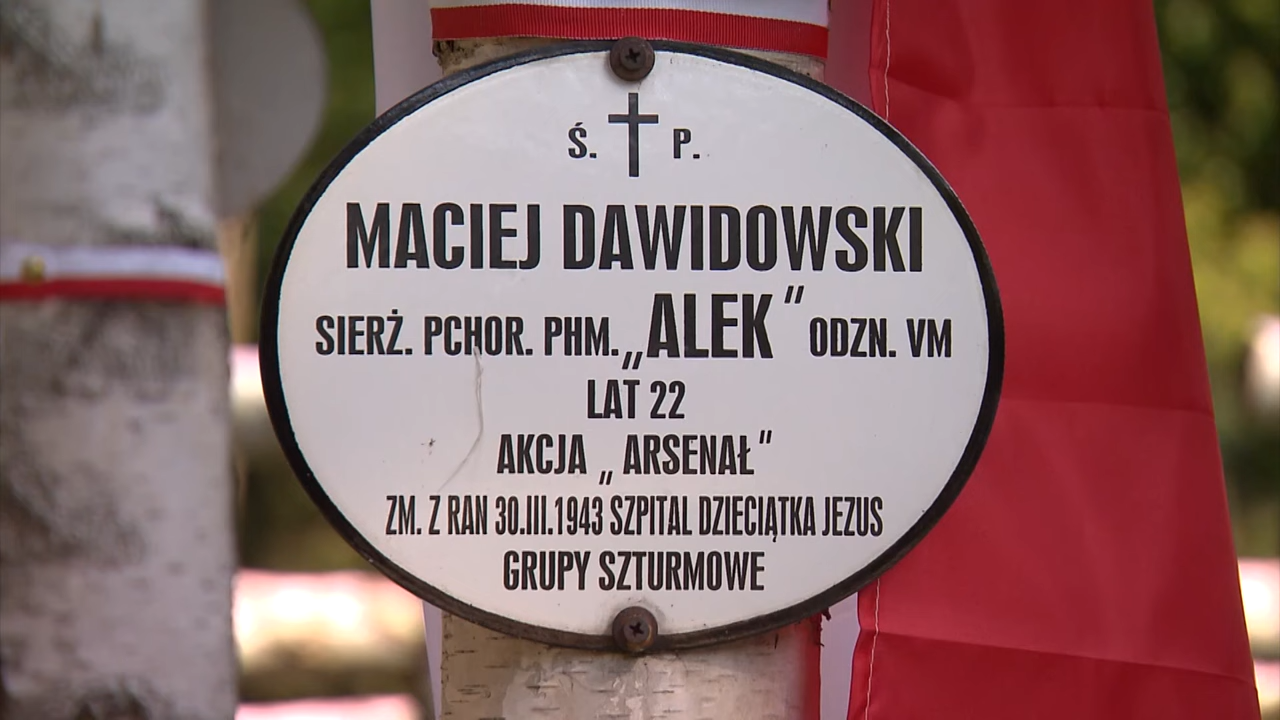 Ś. P.
MACIEJ DAWIDOWSKI
SIERŻ. PCHOR. PHM. „ALEK" ODZN. VM
LAT 22
AKCJA „ARSENAŁ"
ZM. Z RAN 30.III.1943 SZPITAL DZIECIĄTKA JEZUS
GRUPY SZTURMOWE